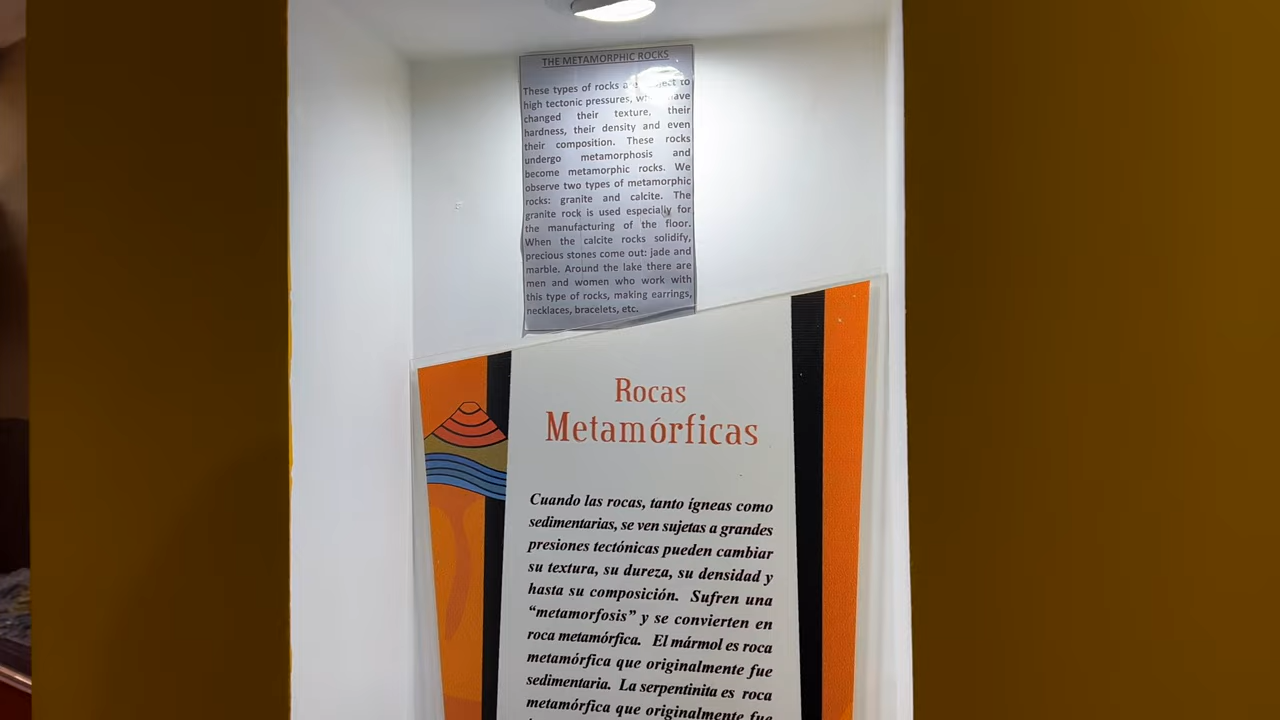 THE METAMORPHIC ROCKS
These types of rocks to
high tectonic pressures, have
changed their texture, their
hardness, their density and even
their composition. These rocks
undergo metamorphosis and
become metamorphic rocks. We
observe two types of metamorphic
rocks: granite and calcite. The
granite rock is used especially for
the manufacturing of the floor.
When the calcite rocks solidify,
precious stones come out: jade and
marble. Around the lake there are
men and women who work with
this type of rocks, making earrings,
necklaces, bracelets, etc.
Rocas
Metamórficas
Cuando las rocas, tanto ígneas como
sedimentarias, se ven sujetas a grandes
presiones tectónicas pueden cambiar
su textura, su dureza, su densidad y
hasta su composición. Sufren una
“metamorfosis” y se convierten en
roca metamórfica. El mármol es roca
metamórfica que originalmente fue
sedimentaria. La serpentinita es roca
metamórfica que originalmente fue